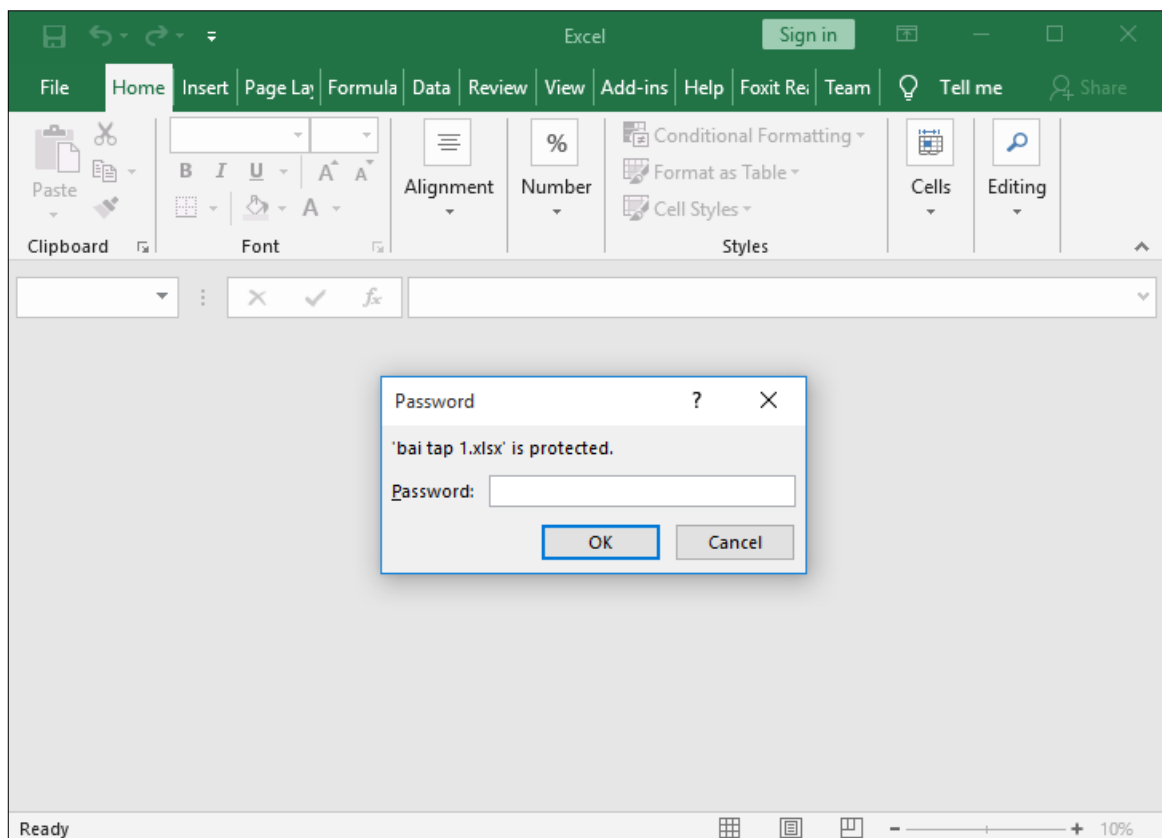 Excel
Sign in
File Home Insert Page Lay Formula Data Review View Add-ins Help Foxit Rea Team Tell me Share
Paste
B I U A A
A
Alignment
%
Number
Conditional Formatting
Format as Table
Cell Styles
Cells
Editing
Clipboard Font Styles
fx
Password ?
'bai tap 1.xlsx' is protected.
Password:
OK Cancel
Ready 10%